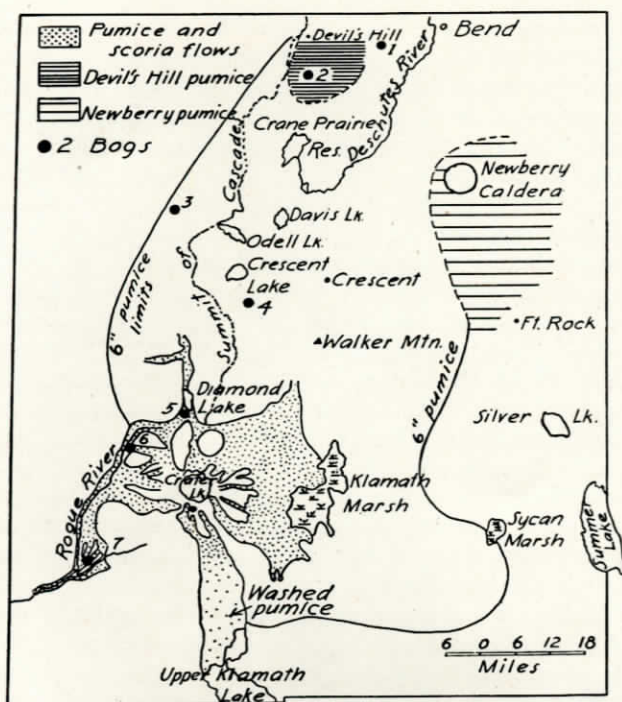 Pumice and
scoria flows
Devil's Hill pumice
Newberry pumice
2 Bogs
Devil's Hill
1
Bend
2
Deschutes River
Crane Prairie
Res.
Cascade
Newberry
Caldera
3
Davis Lk.
Odell Lk.
Crescent
Lake
Crescent
4
6" pumice
limits
Summit of
Walker Mtn.
Ft. Rock
6" pumice
Diamond
Lake
5
Silver Lk.
6
Rogue River
Crater
Lk.
Klamath
Marsh
7
Sycan
Marsh
Summer
Lake
Washed
pumice
6 0 6 12 18
Miles
Upper Klamath
Lake